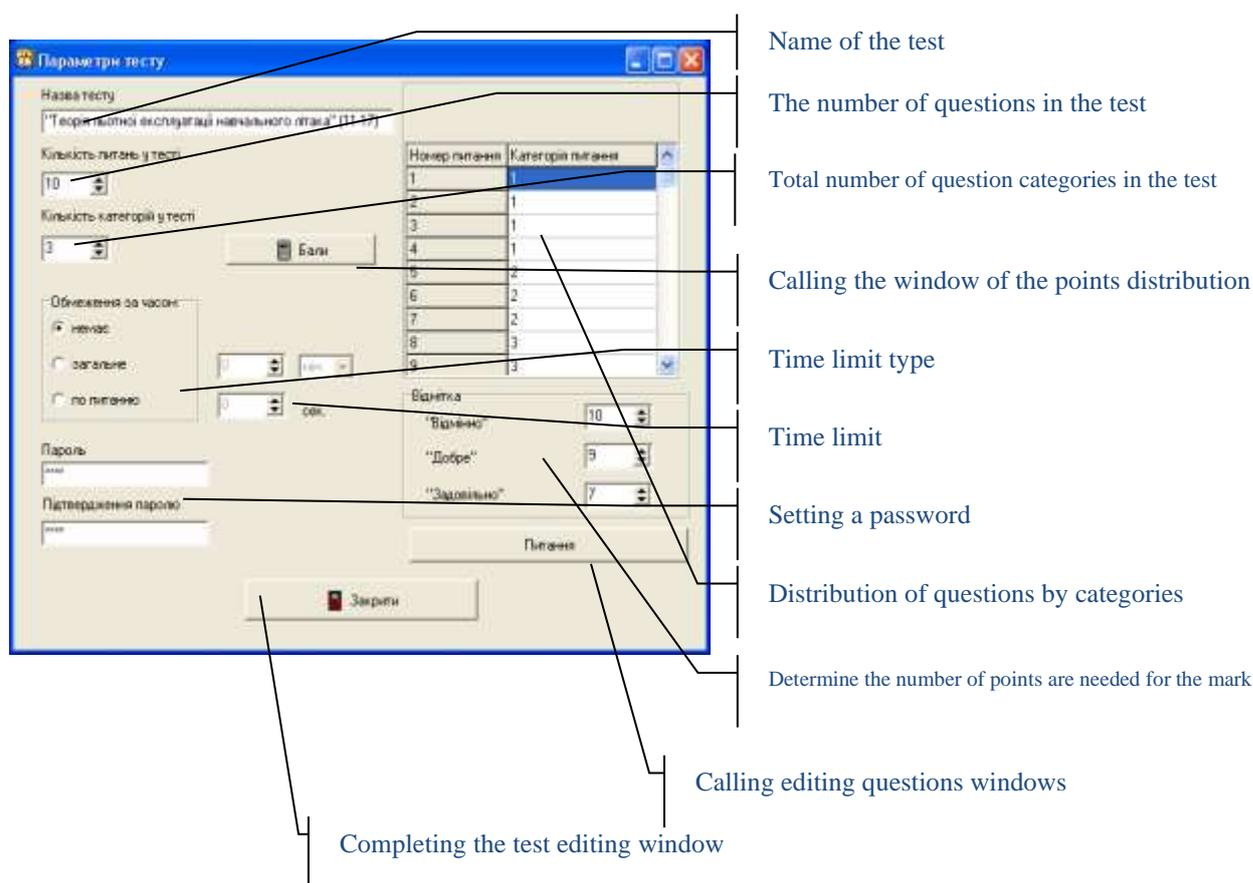 Параметри тесту
Назва тесту
"Теорія льотної експлуатації навчального літака" (11-17)
Кількість питань у тесті
10
Кількість категорій у тесті
3
Бали
Обмеження за часом
немає
загальне
0
сек.
по питанню
0
сек.
Пароль
****
Підтвердження паролю
****
Номер питання Категорія питання
1 1
2 1
3 1
4 1
5 2
6 2
7 2
8 3
9 3
Відмітка
"Відмінно" 10
"Добре" 9
"Задовільно" 7
Питання
Закрити
Name of the test
The number of questions in the test
Total number of question categories in the test
Calling the window of the points distribution
Time limit type
Time limit
Setting a password
Distribution of questions by categories
Determine the number of points are needed for the mark
Calling editing questions windows
Completing the test editing window